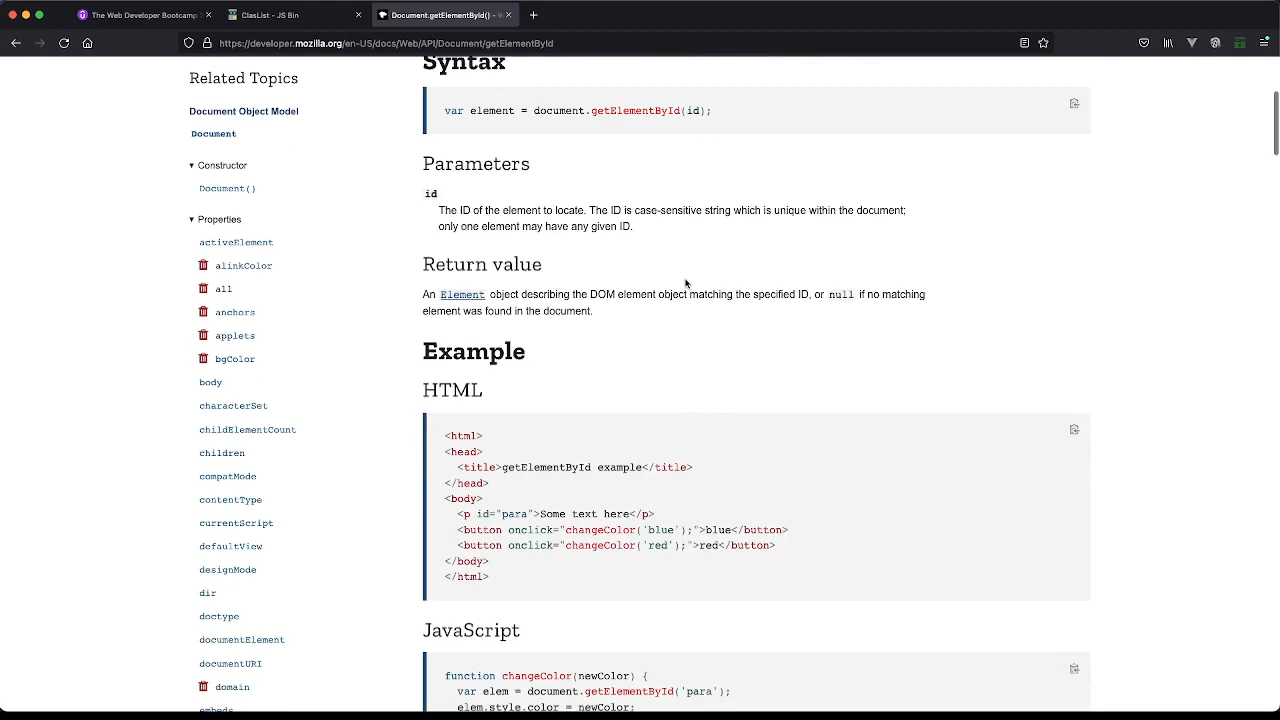 The Web Developer Bootcamp
ClasList - JS Bin
Document.getElementById() - W
https://developer.mozilla.org/en-US/docs/Web/API/Document/getElementById
Related Topics
Document Object Model
Document
Constructor
Document()
Properties
activeElement
alinkColor
all
anchors
applets
bgColor
body
characterSet
childElementCount
children
compatMode
contentType
currentScript
defaultView
designMode
dir
doctype
documentElement
documentURI
domain
embeds
Syntax
var element = document.getElementById(id);
Parameters
id
The ID of the element to locate. The ID is case-sensitive string which is unique within the document;
only one element may have any given ID.
Return value
An Element object describing the DOM element object matching the specified ID, or null if no matching
element was found in the document.
Example
HTML
<html>
<head>
<title>getElementById example</title>
</head>
<body>
<p id="para">Some text here</p>
<button onclick="changeColor('blue');">blue</button>
<button onclick="changeColor('red');">red</button>
</body>
</html>
JavaScript
function changeColor(newColor) {
var elem = document.getElementById('para');
elem.style.color = newColor;